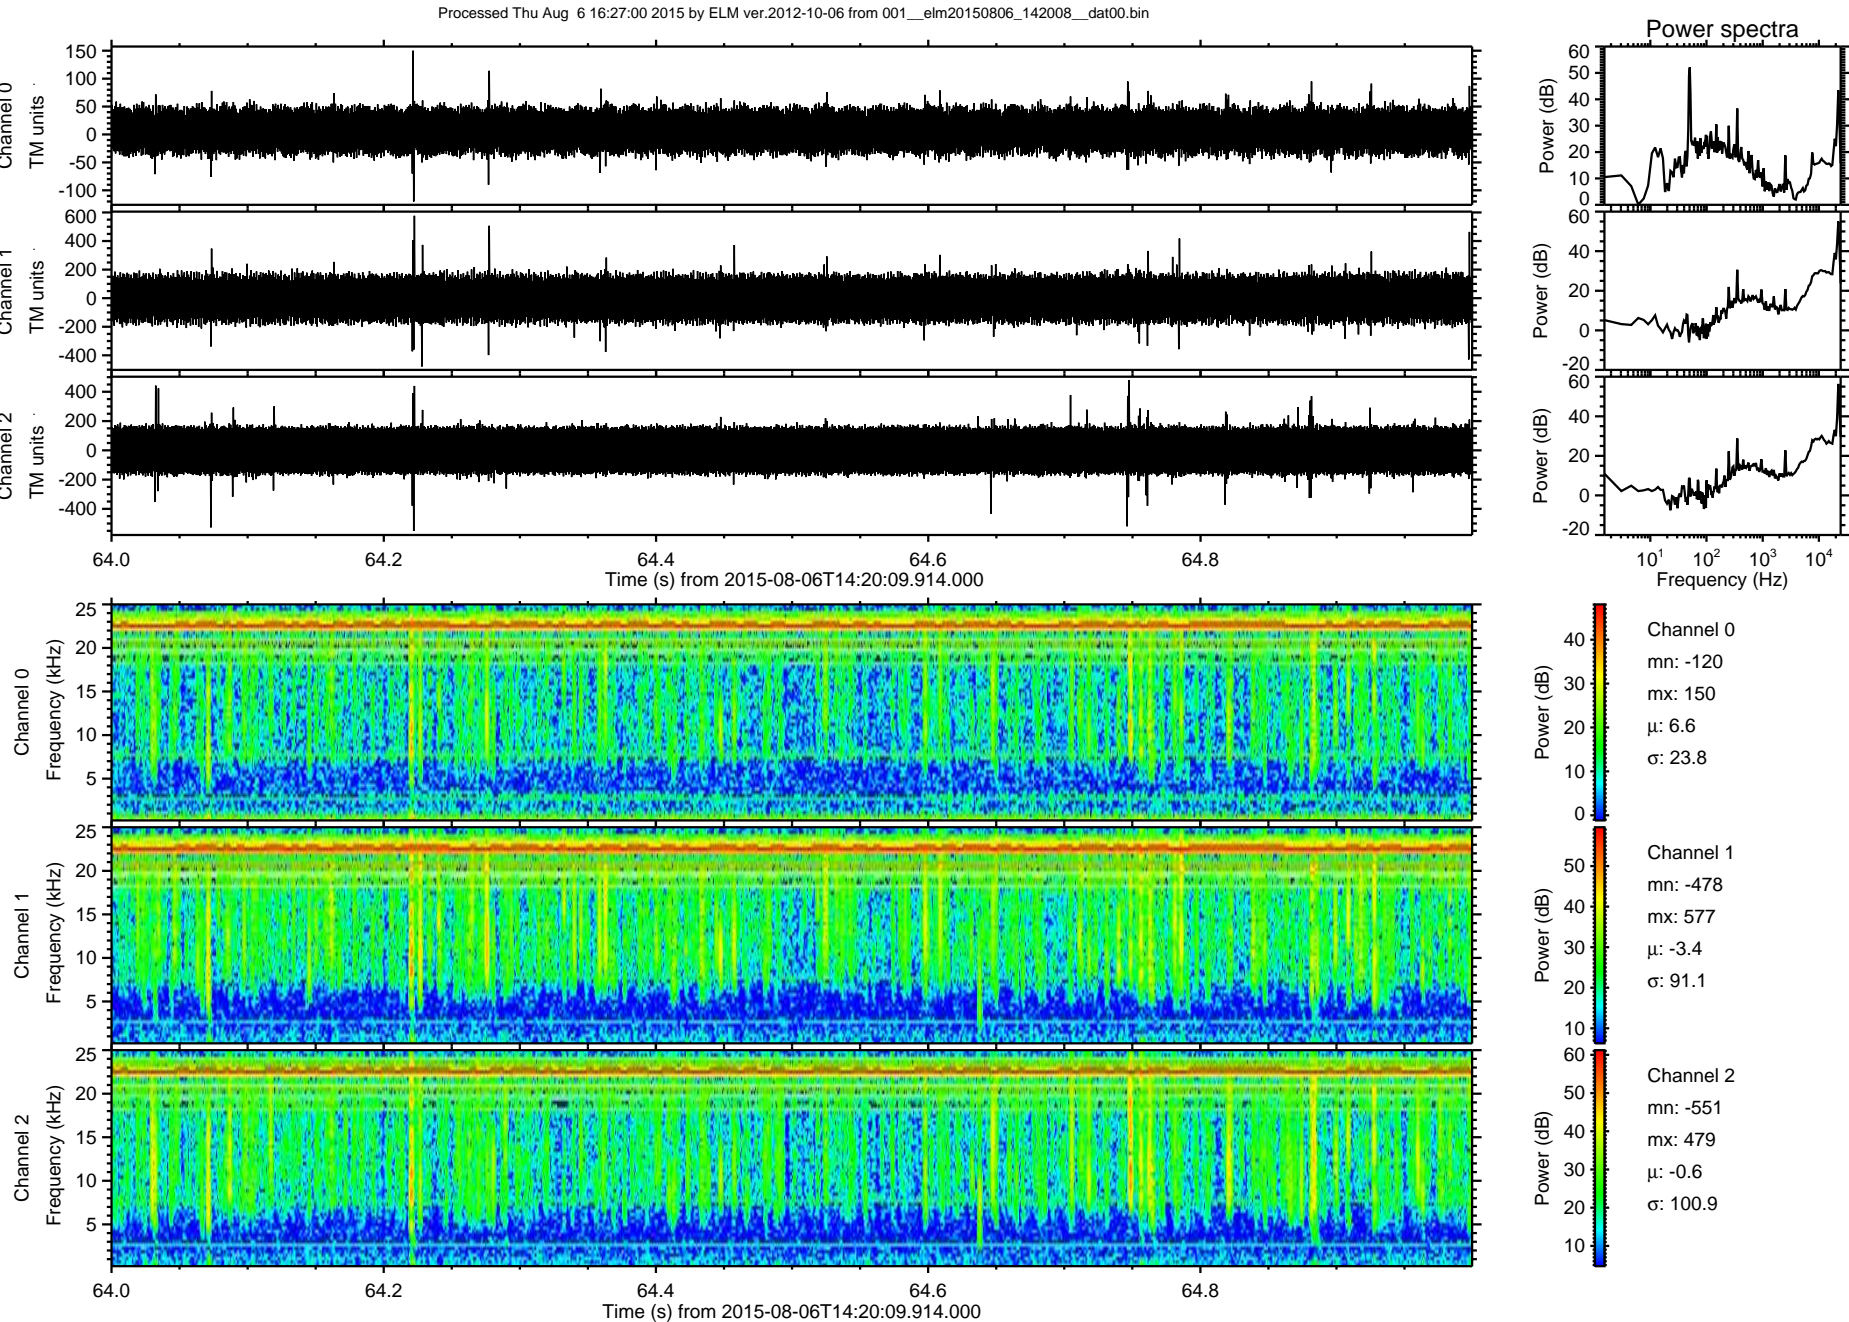 Processed Thu Aug  6 16:27:00 2015 by ELM ver.2012-10-06 from 001__elm20150806_142008__dat00.bin
Power spectra
Channel 0
TM units
150
100
50
0
-50
-100
Power (dB)
60
50
40
30
20
10
0
Channel 1
TM units
600
400
200
0
-200
-400
Power (dB)
60
40
20
0
-20
Channel 2
TM units
400
200
0
-200
-400
Power (dB)
60
40
20
0
-20
64.0 64.2 64.4 64.6 64.8
Time (s) from 2015-08-06T14:20:09.914.000
10^1 10^2 10^3 10^4
Frequency (Hz)
Channel 0
Frequency (kHz)
25
20
15
10
5
Power (dB)
40
30
20
10
0
Channel 0
mn: -120
mx: 150
μ: 6.6
σ: 23.8
Channel 1
Frequency (kHz)
25
20
15
10
5
Power (dB)
50
40
30
20
10
Channel 1
mn: -478
mx: 577
μ: -3.4
σ: 91.1
Channel 2
Frequency (kHz)
25
20
15
10
5
Power (dB)
60
50
40
30
20
10
Channel 2
mn: -551
mx: 479
μ: -0.6
σ: 100.9
64.0 64.2 64.4 64.6 64.8
Time (s) from 2015-08-06T14:20:09.914.000